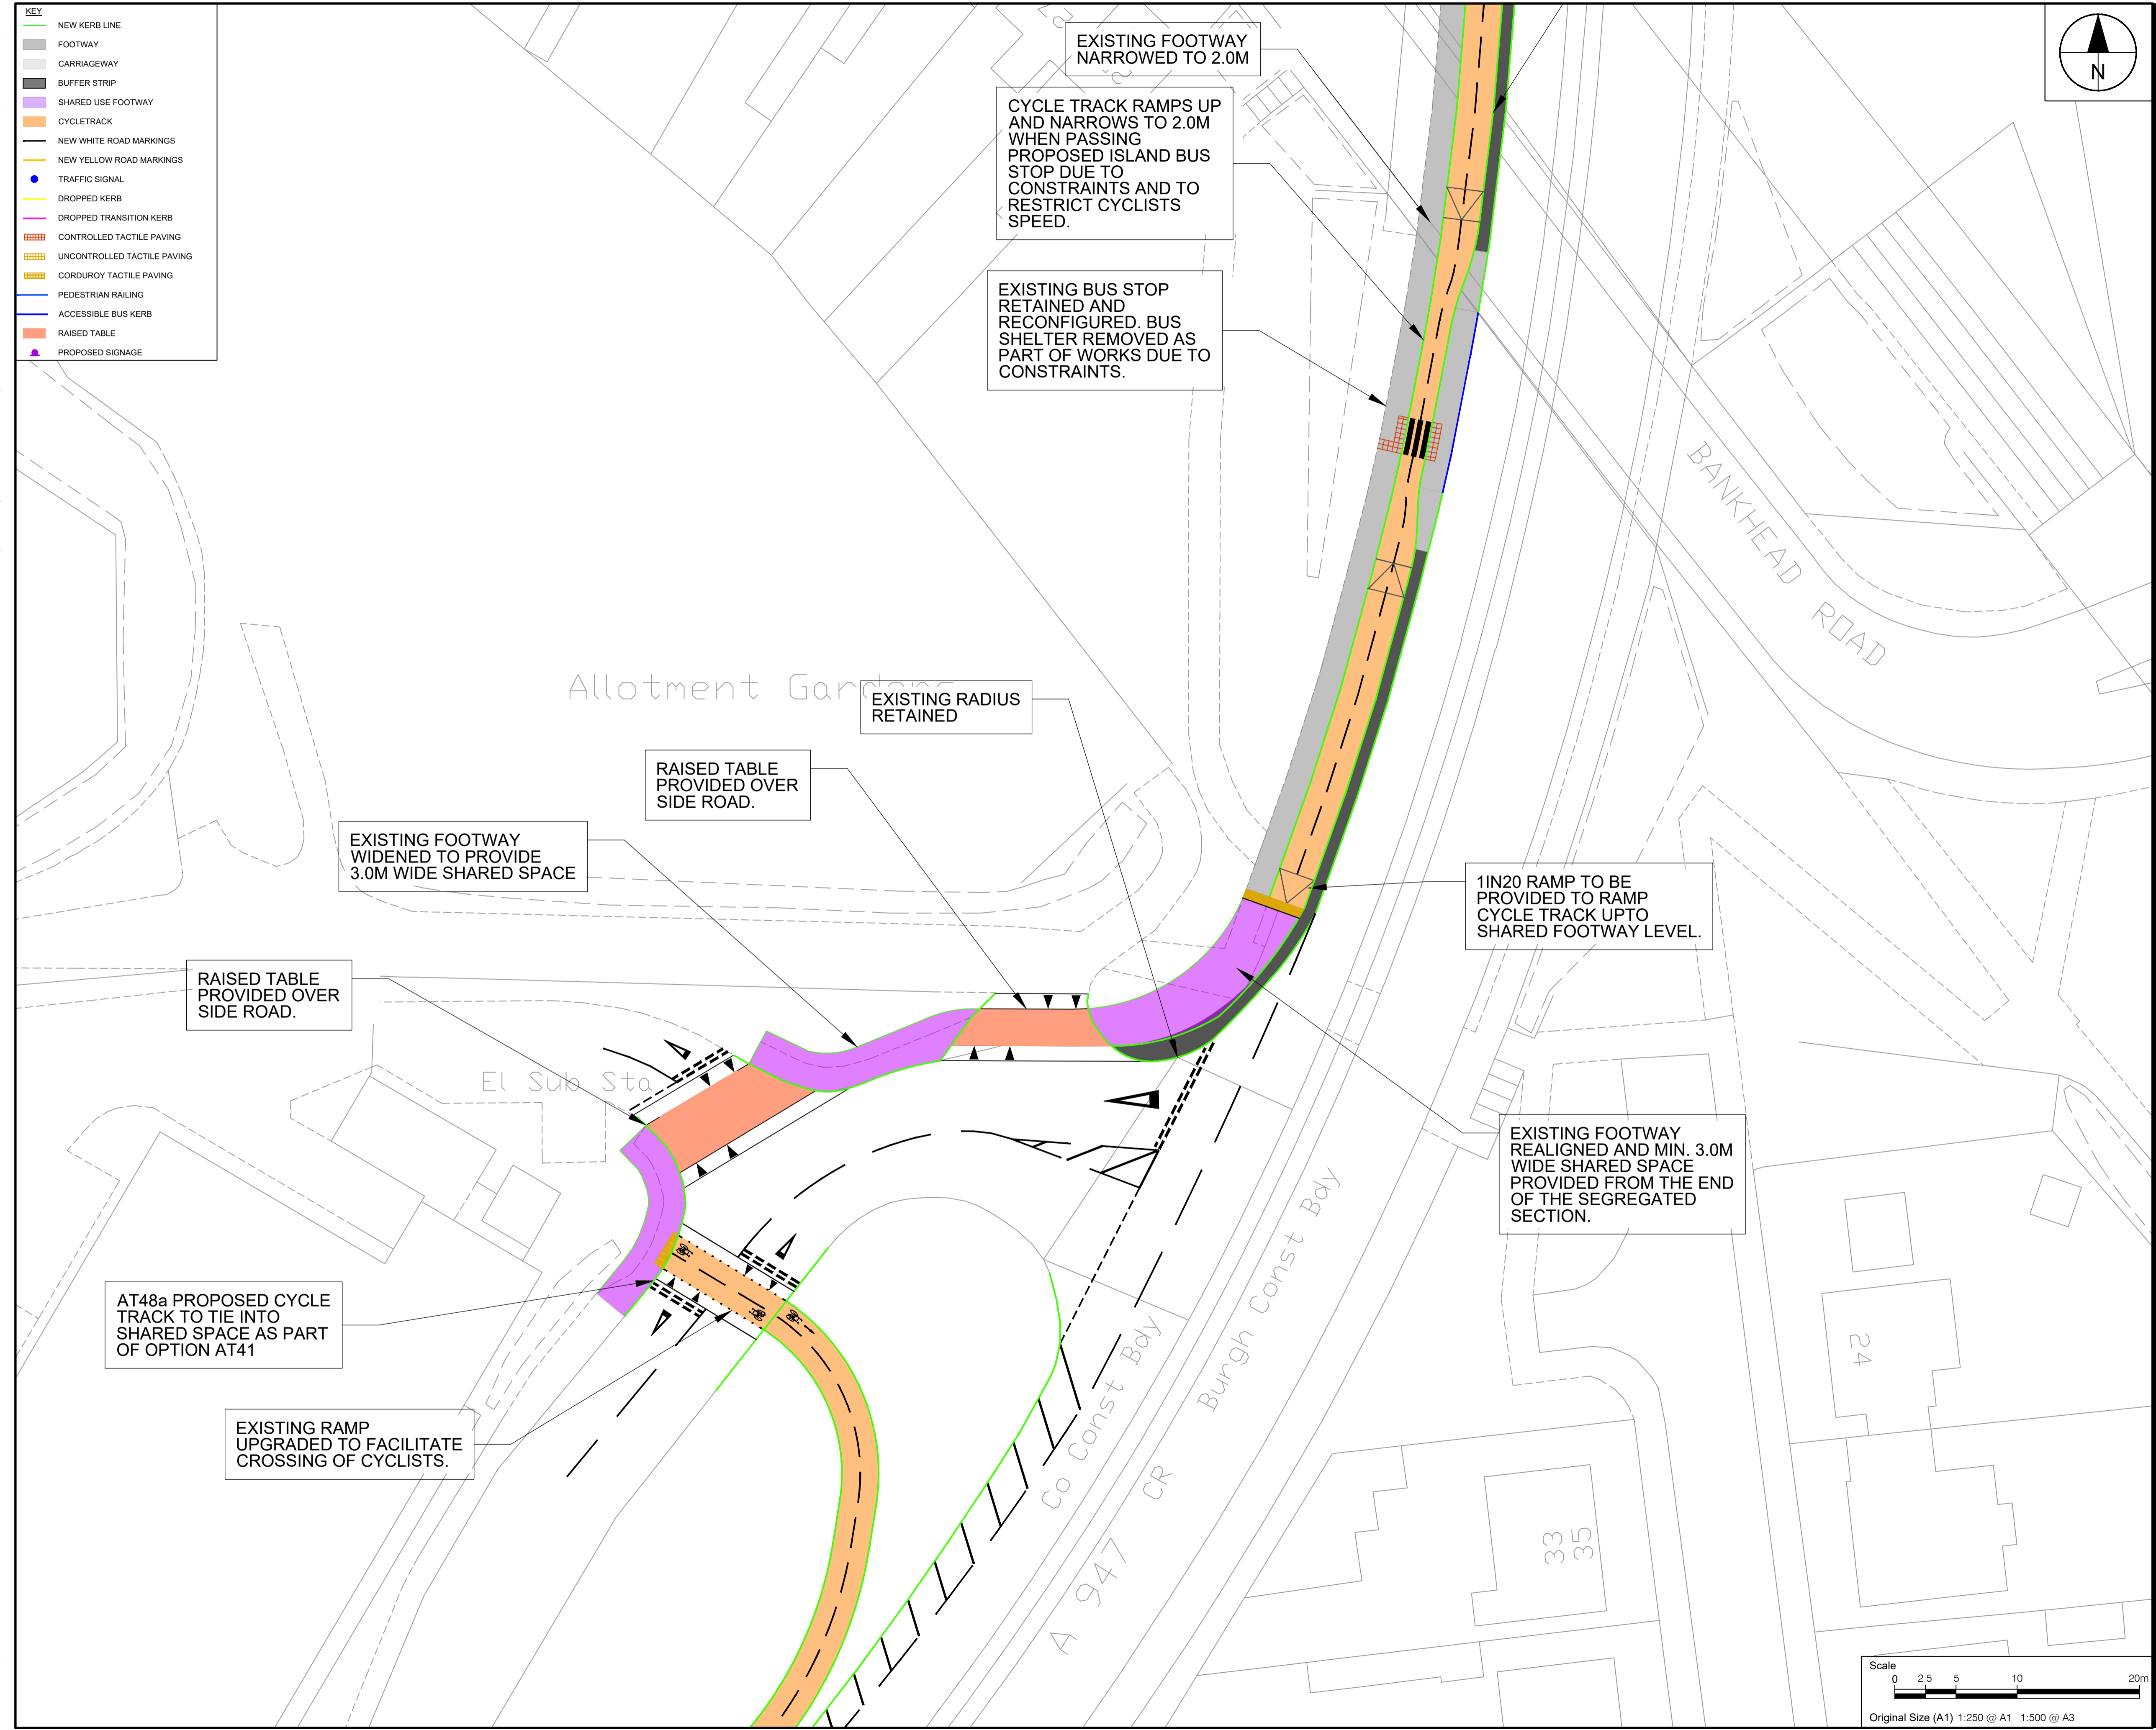 KEY
NEW KERB LINE
FOOTWAY
CARRIAGEWAY
BUFFER STRIP
SHARED USE FOOTWAY
CYCLETRACK
NEW WHITE ROAD MARKINGS
NEW YELLOW ROAD MARKINGS
TRAFFIC SIGNAL
DROPPED KERB
DROPPED TRANSITION KERB
CONTROLLED TACTILE PAVING
UNCONTROLLED TACTILE PAVING
CORDUROY TACTILE PAVING
PEDESTRIAN RAILING
ACCESSIBLE BUS KERB
RAISED TABLE
PROPOSED SIGNAGE
N
EXISTING FOOTWAY
NARROWED TO 2.0M
CYCLE TRACK RAMPS UP
AND NARROWS TO 2.0M
WHEN PASSING
PROPOSED ISLAND BUS
STOP DUE TO
CONSTRAINTS AND TO
RESTRICT CYCLISTS
SPEED.
EXISTING BUS STOP
RETAINED AND
RECONFIGURED. BUS
SHELTER REMOVED AS
PART OF WORKS DUE TO
CONSTRAINTS.
BANKHEAD ROAD
Allotment Gardens
EXISTING RADIUS
RETAINED
RAISED TABLE
PROVIDED OVER
SIDE ROAD.
EXISTING FOOTWAY
WIDENED TO PROVIDE
3.0M WIDE SHARED SPACE
1IN20 RAMP TO BE
PROVIDED TO RAMP
CYCLE TRACK UPTO
SHARED FOOTWAY LEVEL.
RAISED TABLE
PROVIDED OVER
SIDE ROAD.
El Sub Sta
EXISTING FOOTWAY
REALIGNED AND MIN. 3.0M
WIDE SHARED SPACE
PROVIDED FROM THE END
OF THE SEGREGATED
SECTION.
AT48a PROPOSED CYCLE
TRACK TO TIE INTO
SHARED SPACE AS PART
OF OPTION AT41
EXISTING RAMP
UPGRADED TO FACILITATE
CROSSING OF CYCLISTS.
Burgh Const Bdy
Co Const Bdy
CR
A 947
24
33
35
Scale
0 2.5 5 10 20m
Original Size (A1) 1:250 @ A1 1:500 @ A3